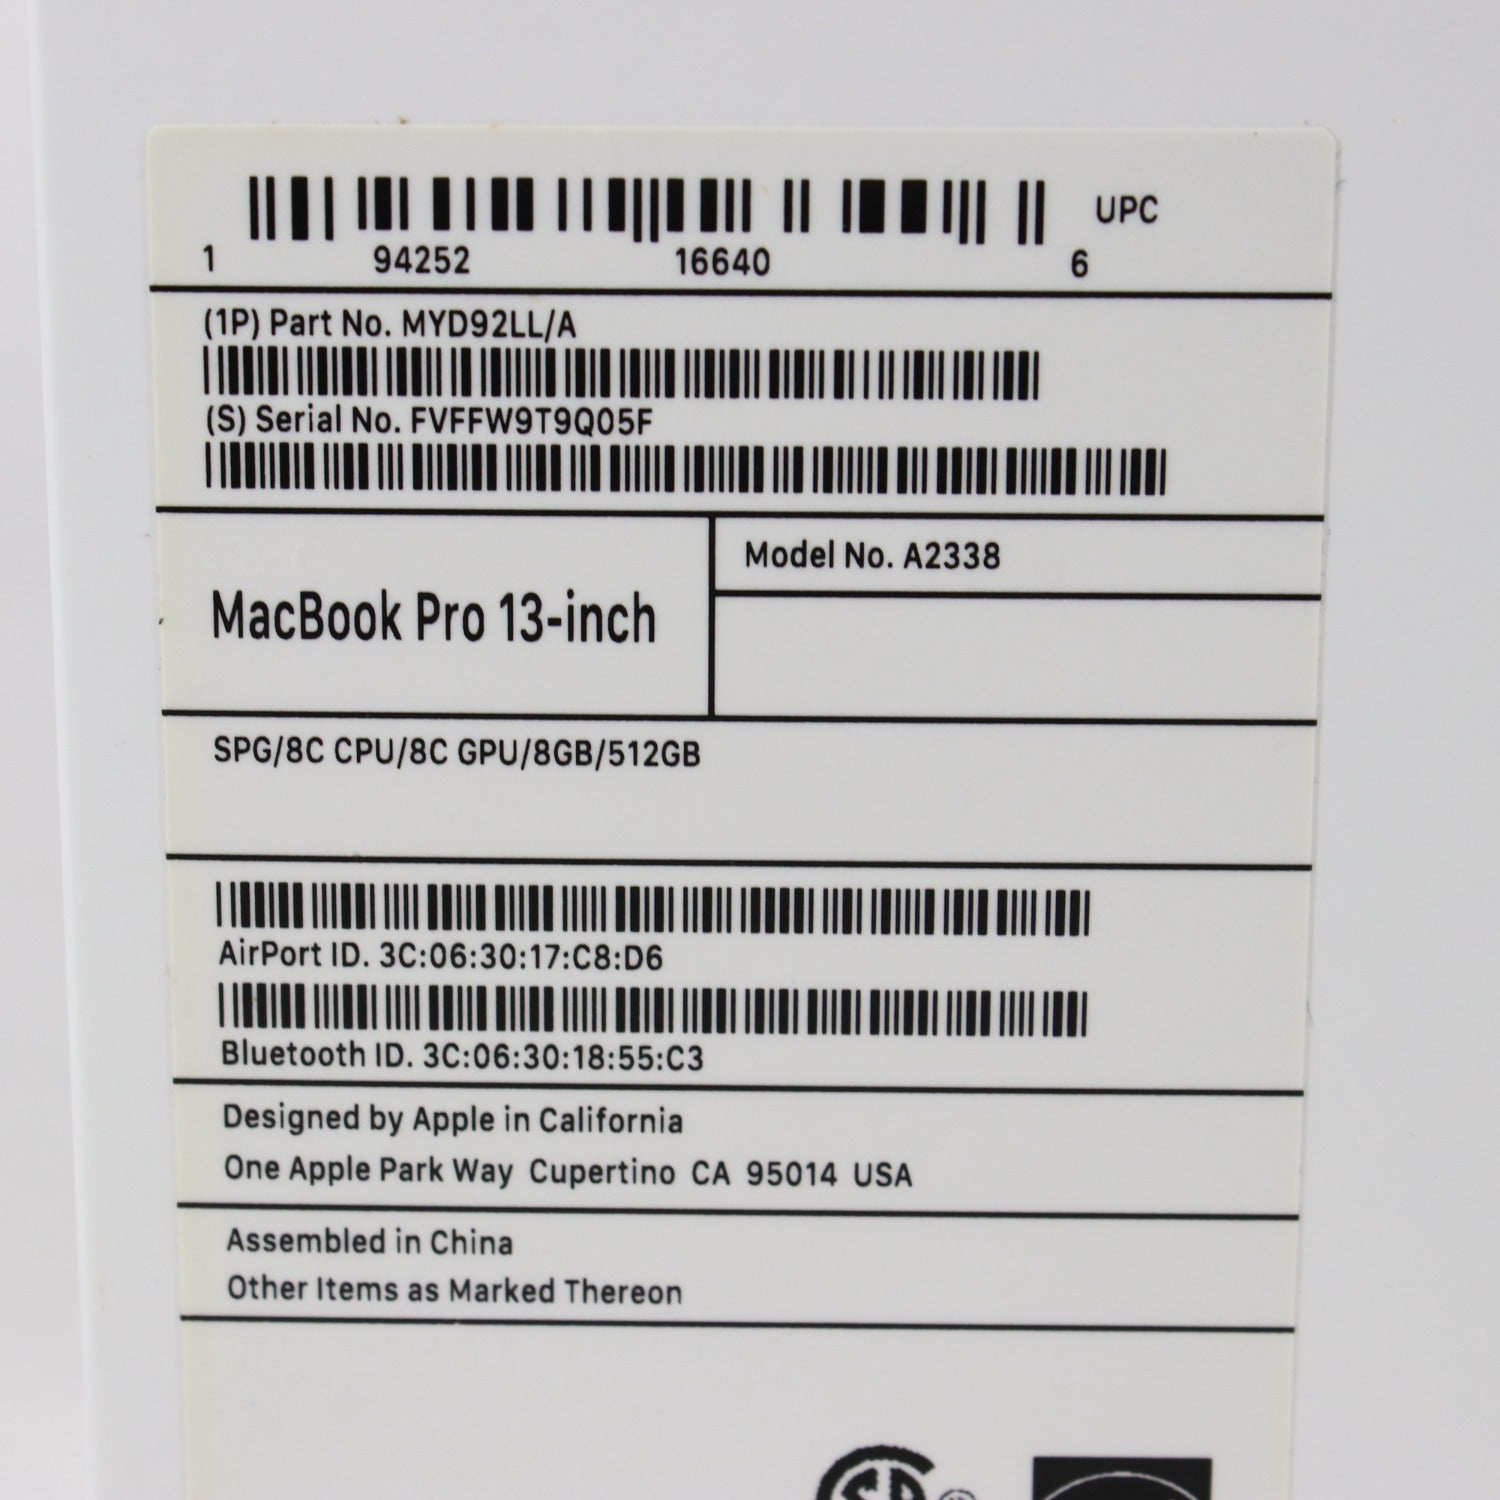 UPC
1 94252 16640 6
(1P) Part No. MYD92LL/A
(S) Serial No. FVFFW9T9Q05F
MacBook Pro 13-inch
Model No. A2338
SPG/8C CPU/8C GPU/8GB/512GB
AirPort ID. 3C:06:30:17:C8:D6
Bluetooth ID. 3C:06:30:18:55:C3
Designed by Apple in California
One Apple Park Way Cupertino CA 95014 USA
Assembled in China
Other Items as Marked Thereon